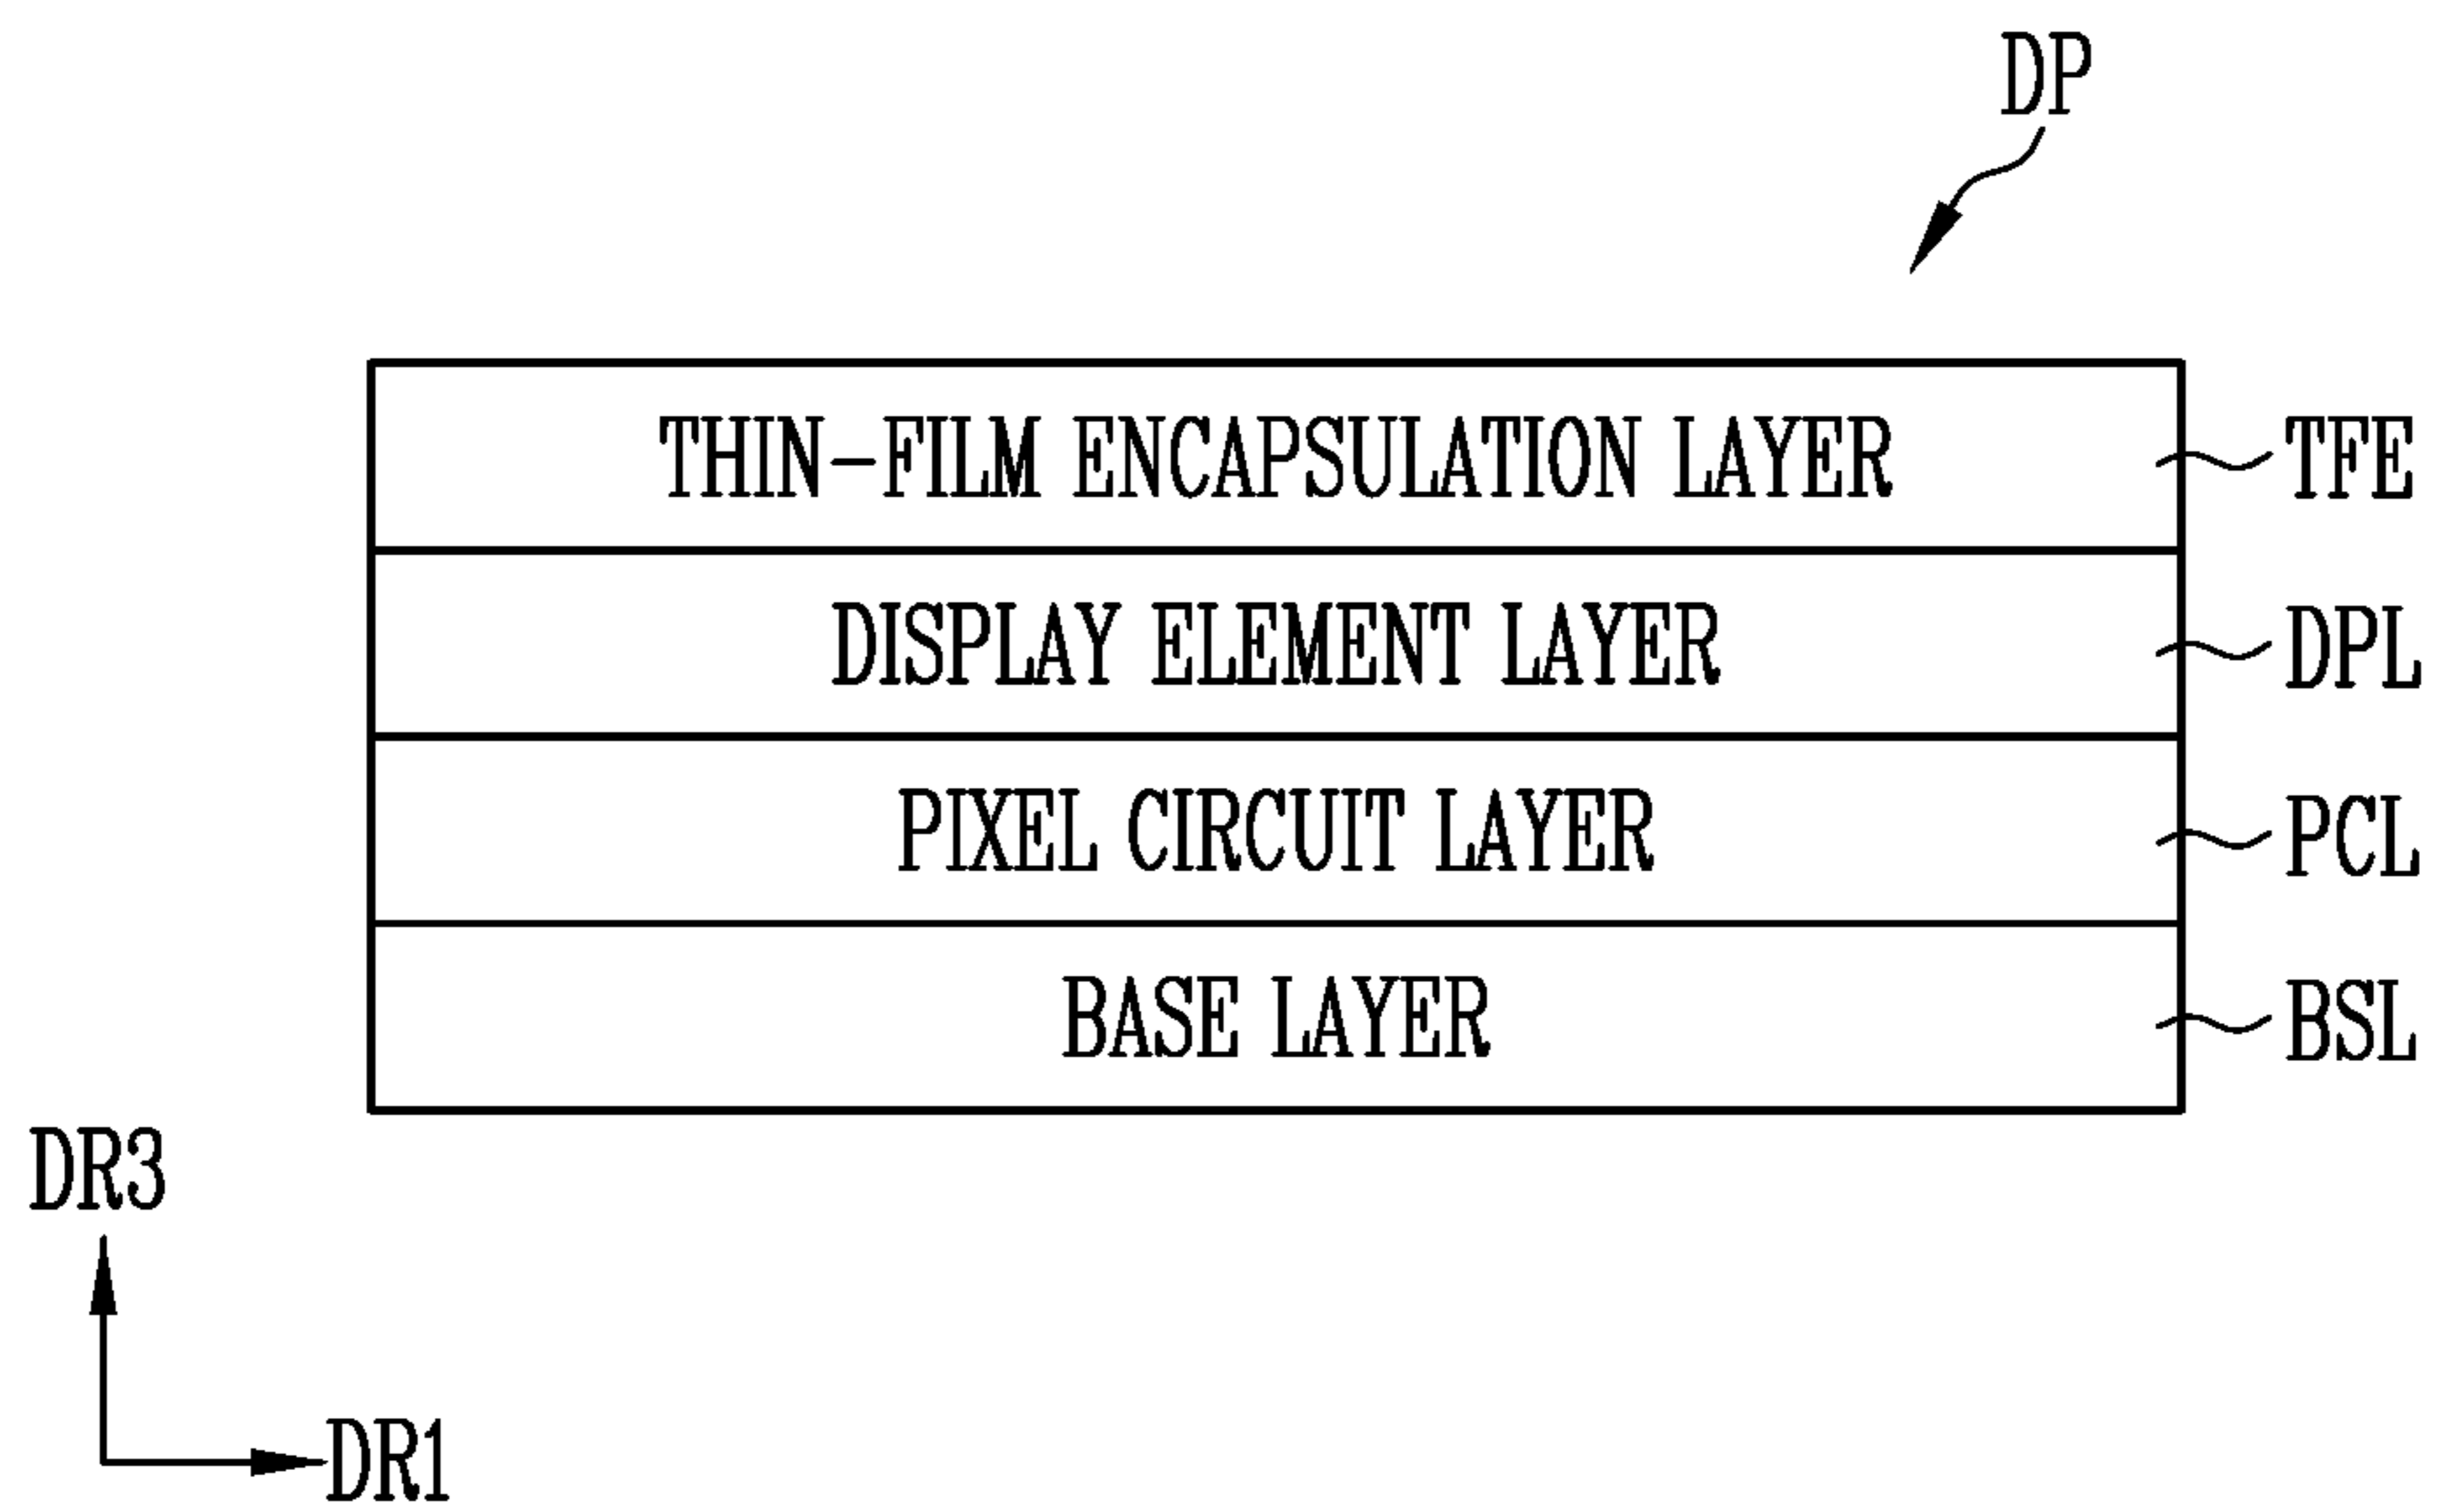 DP
THIN-FILM ENCAPSULATION LAYER
TFE
DISPLAY ELEMENT LAYER
DPL
PIXEL CIRCUIT LAYER
PCL
BASE LAYER
BSL
DR3
DR1